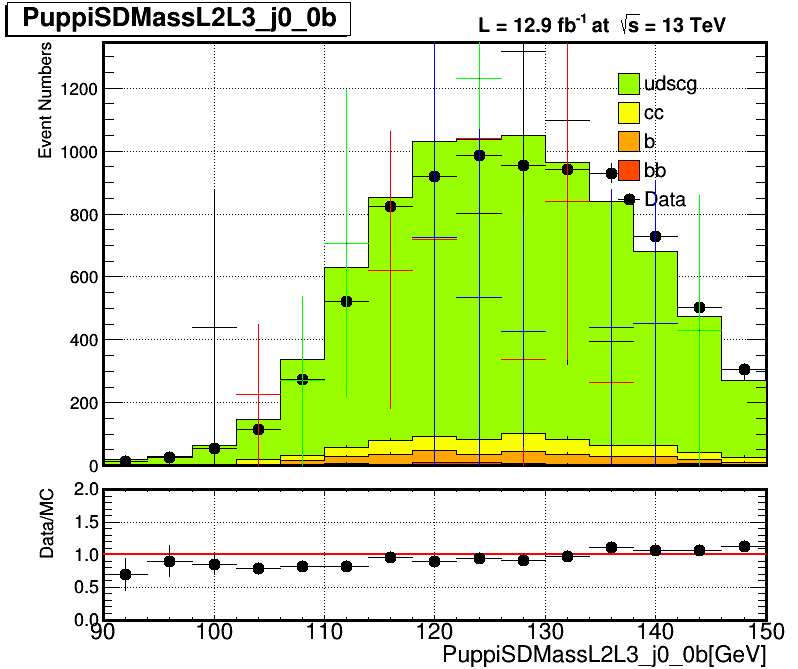 PuppiSDMassL2L3_j0_0b
L = 12.9 fb⁻¹ at √s = 13 TeV
Event Numbers
1200
1000
800
600
400
200
0
udscg
cc
b
bb
Data
Data/MC
2.0
1.5
1.0
0.5
0.0
90 100 110 120 130 140 150
PuppiSDMassL2L3_j0_0b[GeV]